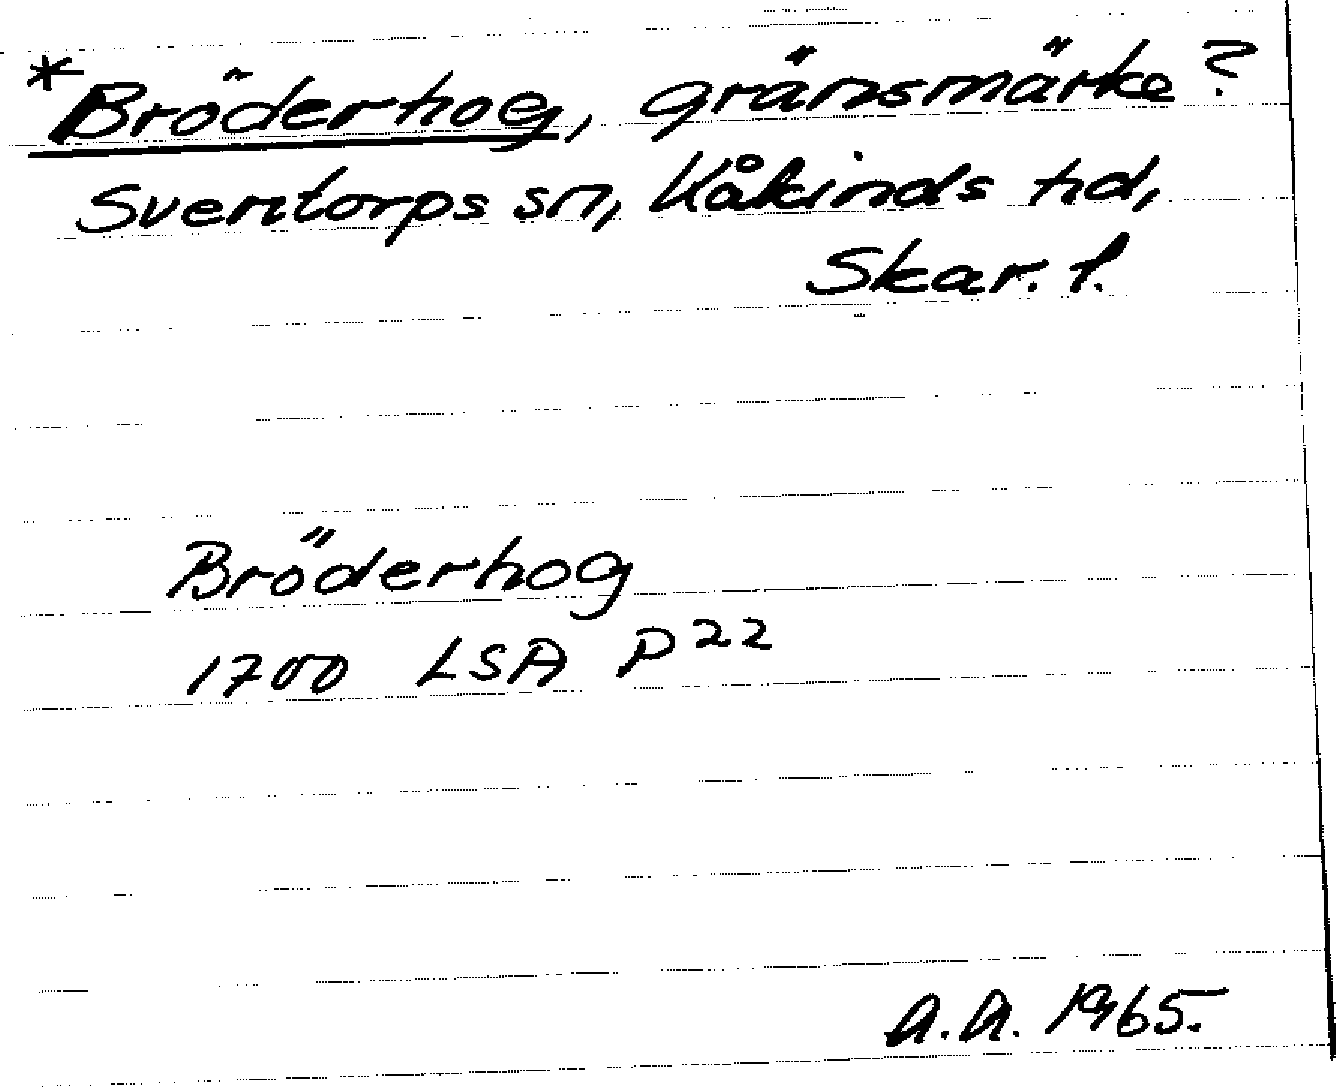 *Bröderhog, gränsmärke?
Sventorps sn, Kåkinds hd,
Skar. l.
Bröderhog
1700 LSA P22
A.A. 1965.